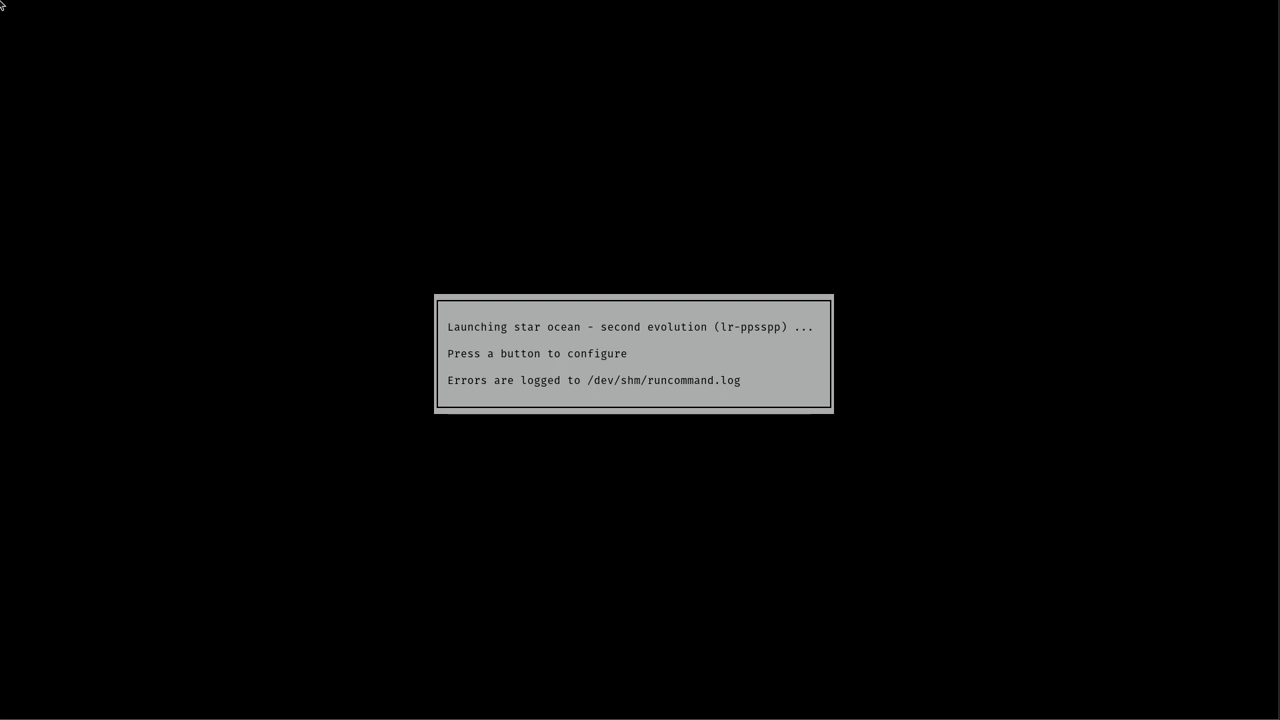 Launching star ocean - second evolution (lr-ppsspp) ...
Press a button to configure
Errors are logged to /dev/shm/runcommand.log